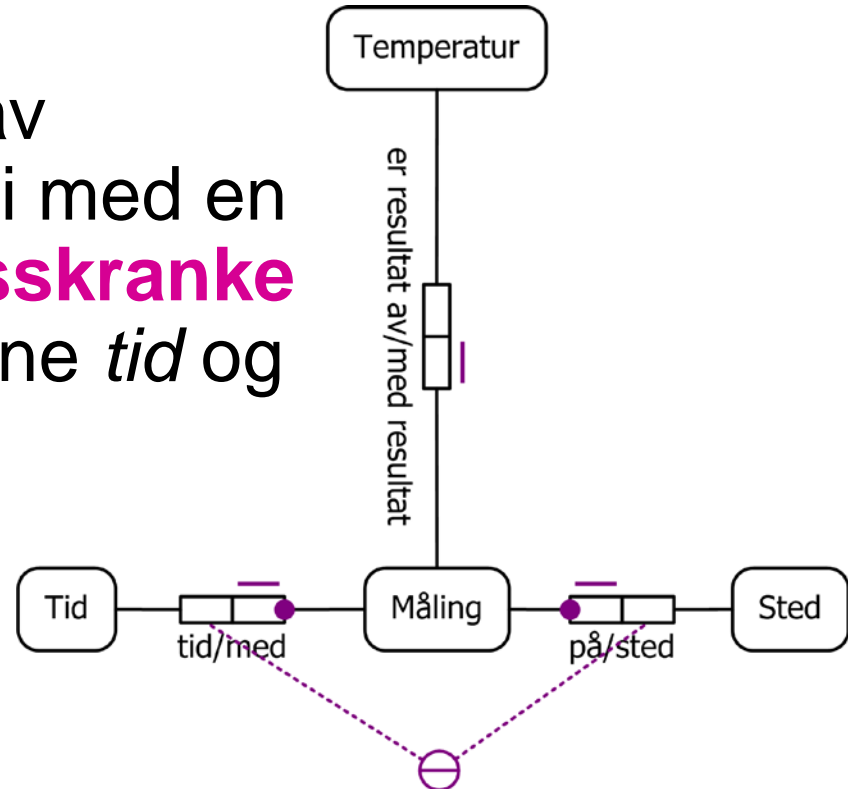 Temperatur
av
i med en
sskranke
ne tid og
er resultat av/med resultat
Tid
tid/med
Måling
på/sted
Sted